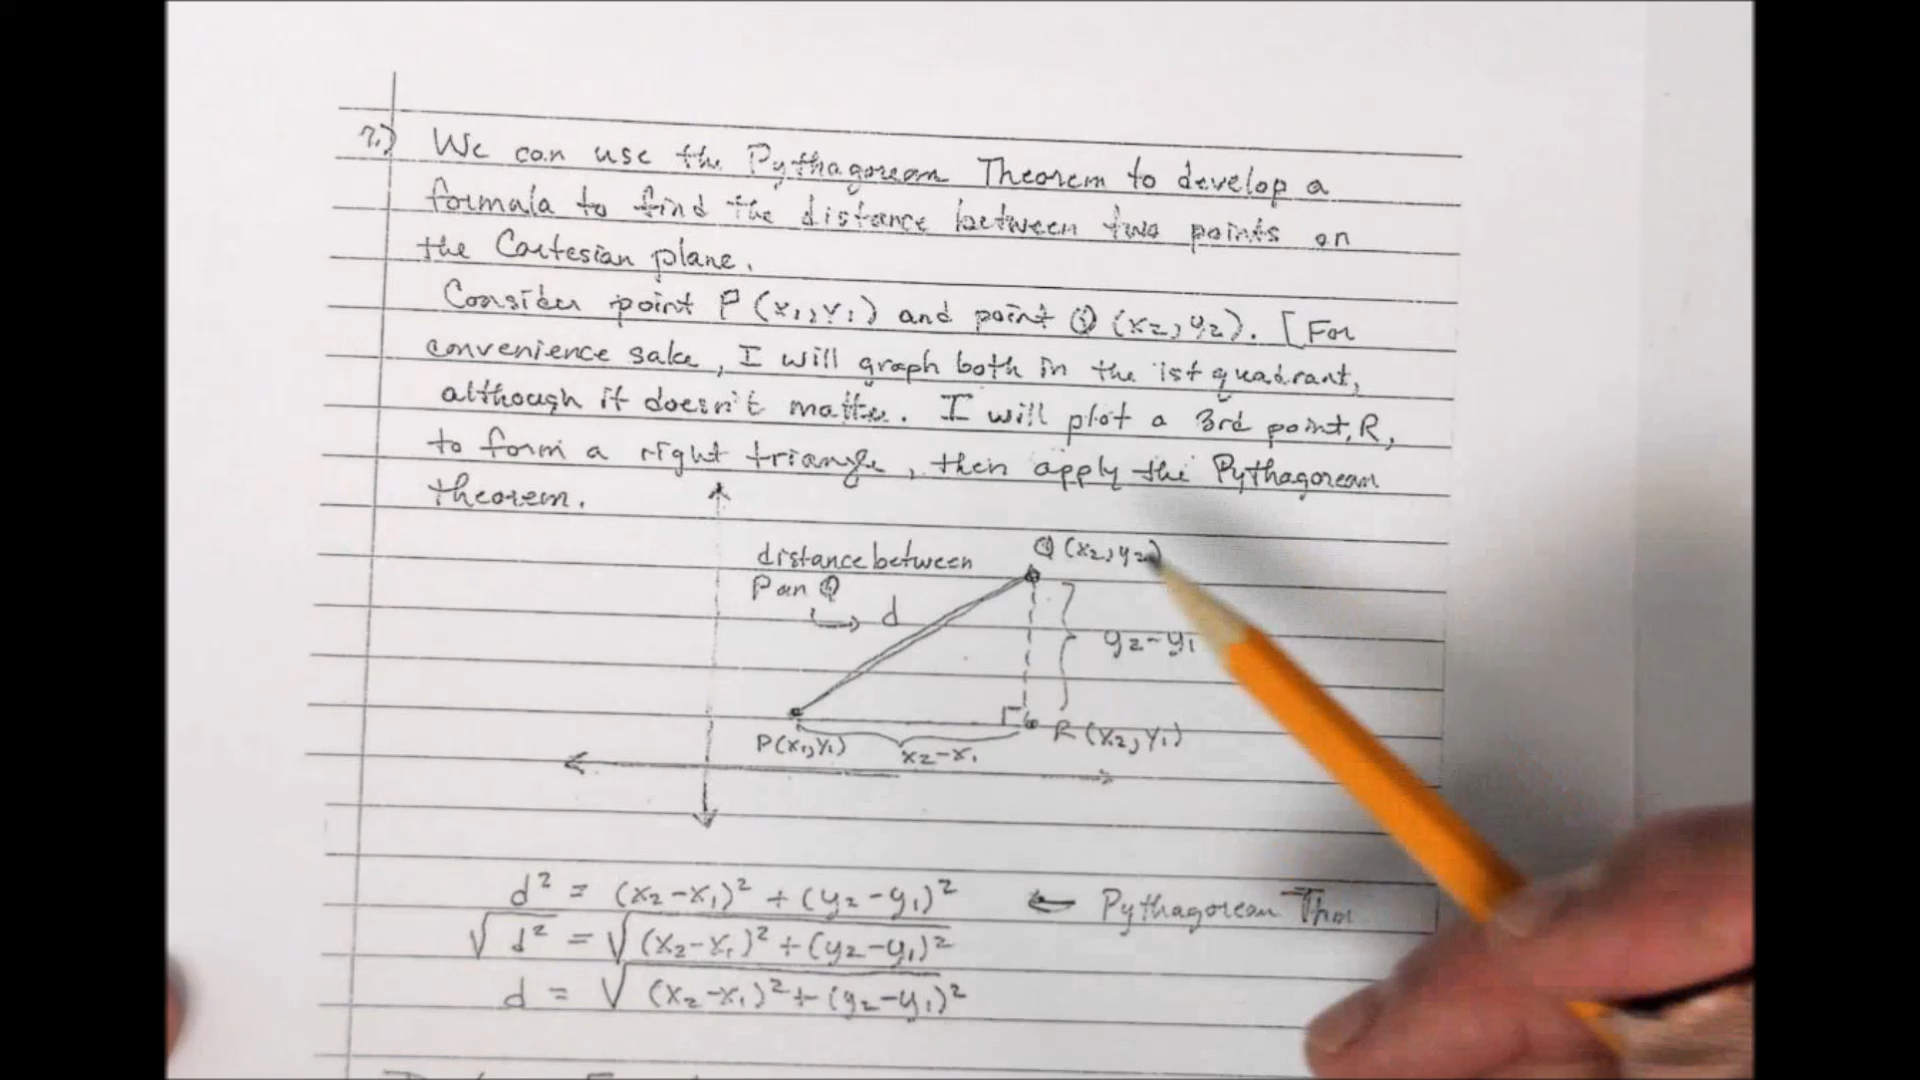 7.) We can use the Pythagorean Theorem to develop a
formala to find the distance between two points on
the Cartesian plane.
Consider point P (x₁, y₁) and point Q (x₂, y₂). [For
convenience sake, I will graph both in the 1st quadrant,
although it doesn't matter. I will plot a 3rd point, R,
to form a right triangle, then apply the Pythagorean
theorem.
Q (x₂, y₂)
distance between
P an Q
d
y₂-y₁
P(x₁, y₁)
R (x₂, y₁)
x₂-x₁
d² = (x₂-x₁)² + (y₂-y₁)² ← Pythagorean Thm
√d² = √(x₂-x₁)² + (y₂-y₁)²
d = √(x₂-x₁)² + (y₂-y₁)²